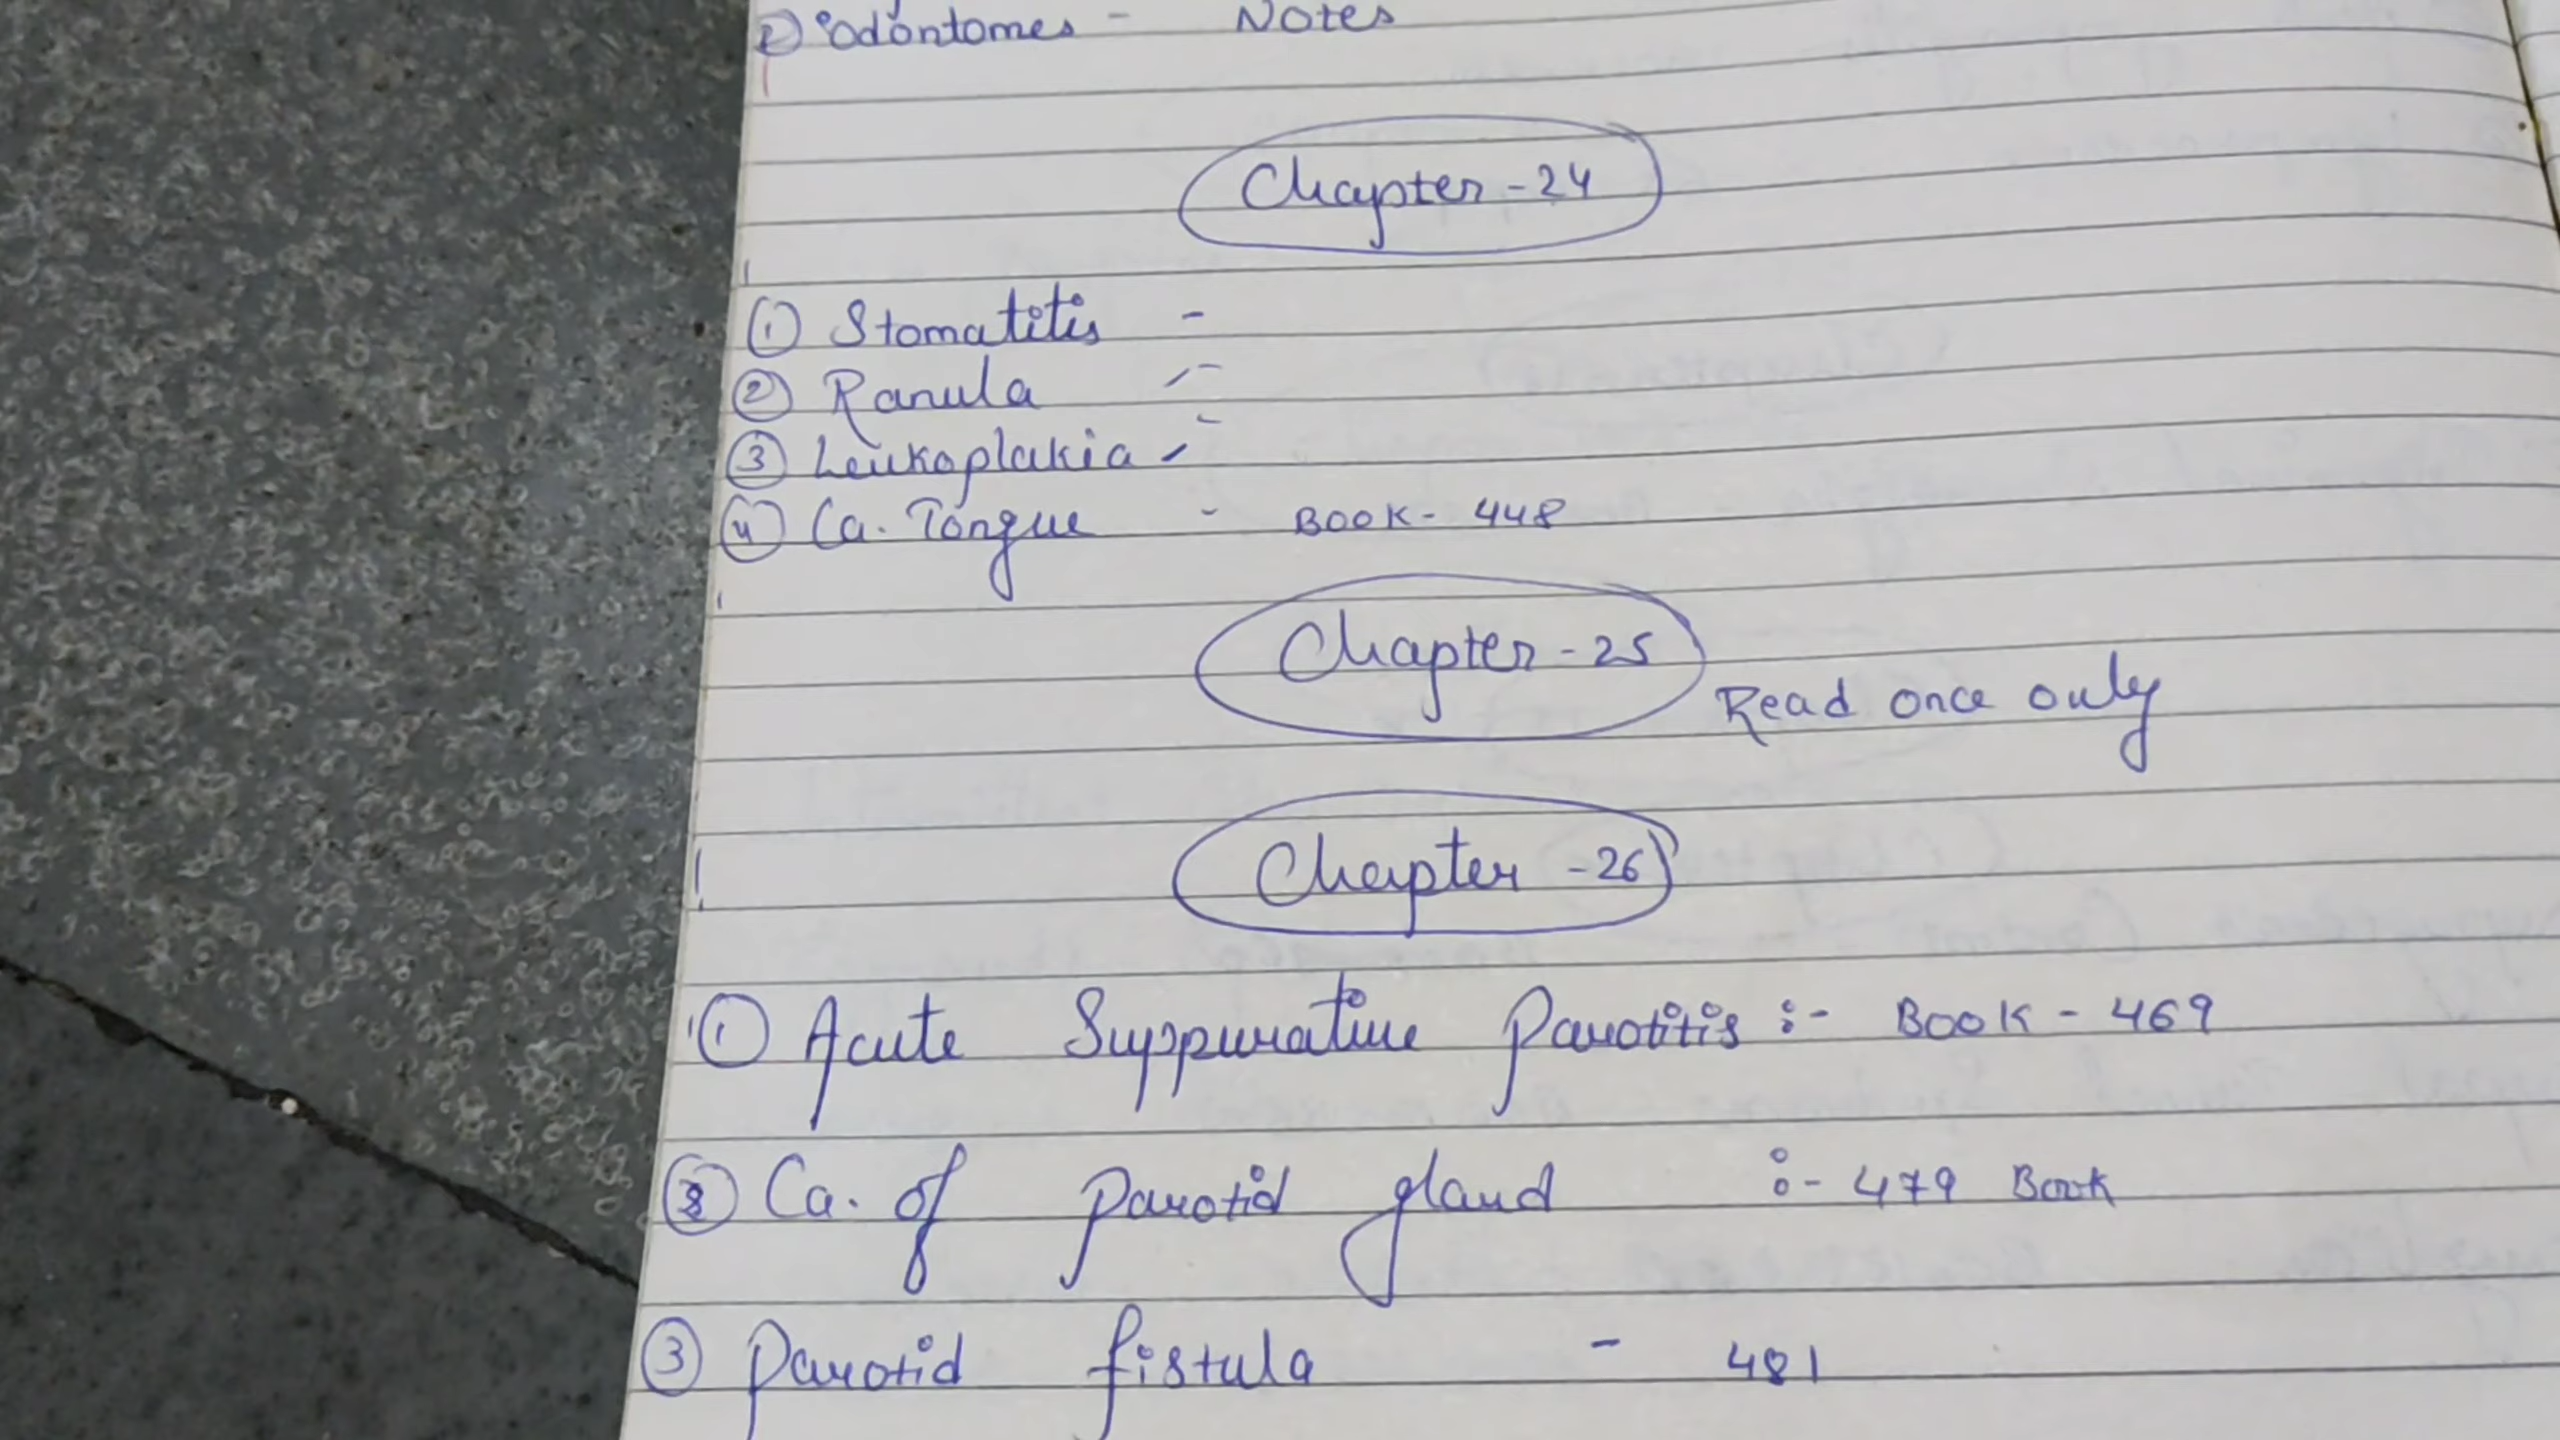 ② Odontomes - Notes
Chapter - 24
① Stomatitis -
② Ranula -
③ Leukoplakia -
④ Ca. Tongue - BOOK - 448
Chapter - 25
Read once only
Chapter - 26
① Acute Suppurative Parotitis :- BOOK - 469
② Ca. of parotid gland :- 479 Book
③ Parotid fistula - 481